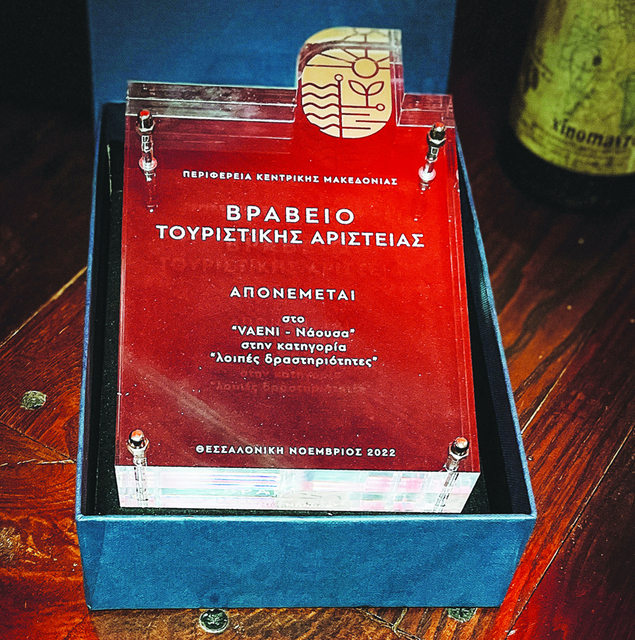 ΠΕΡΙΦΕΡΕΙΑ ΚΕΝΤΡΙΚΗΣ ΜΑΚΕΔΟΝΙΑΣ
ΒΡΑΒΕΙΟ
ΤΟΥΡΙΣΤΙΚΗΣ ΑΡΙΣΤΕΙΑΣ
ΑΠΟΝΕΜΕΤΑΙ
στο
"VAENI - Νάουσα"
στην κατηγορία
"λοιπές δραστηριότητες"
ΘΕΣΣΑΛΟΝΙΚΗ ΝΟΕΜΒΡΙΟΣ 2022